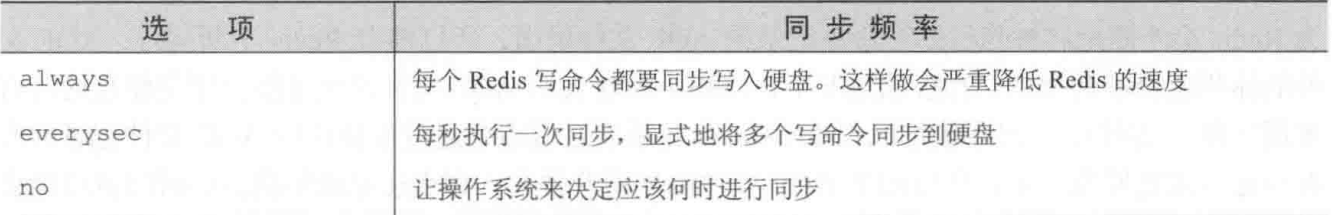 选 项 同步频率
always 每个 Redis 写命令都要同步写入硬盘。这样做会严重降低 Redis 的速度
everysec 每秒执行一次同步，显式地将多个写命令同步到硬盘
no 让操作系统来决定应该何时进行同步